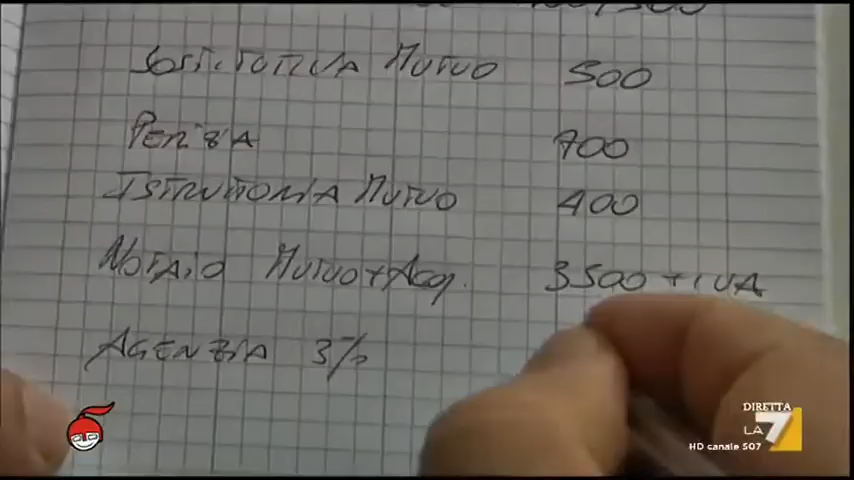 SOSTITUTIVA MUTUO 500
PERIZIA 700
ISTRUTTORIA MUTUO 400
NOTAIO MUTUO + ACQ. 3500 + IVA
AGENZIA 3%
DIRETTA
LA 7
HD canale 507